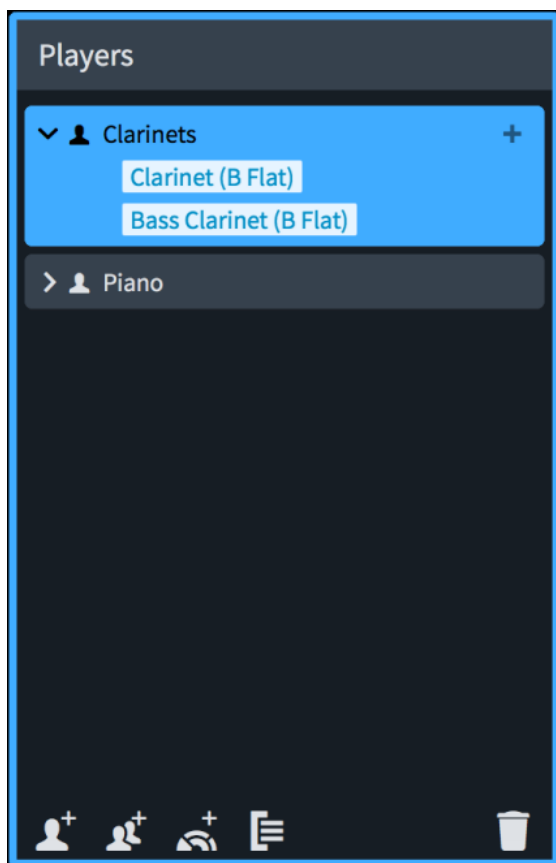 Players
Clarinets
Clarinet (B Flat)
Bass Clarinet (B Flat)
Piano